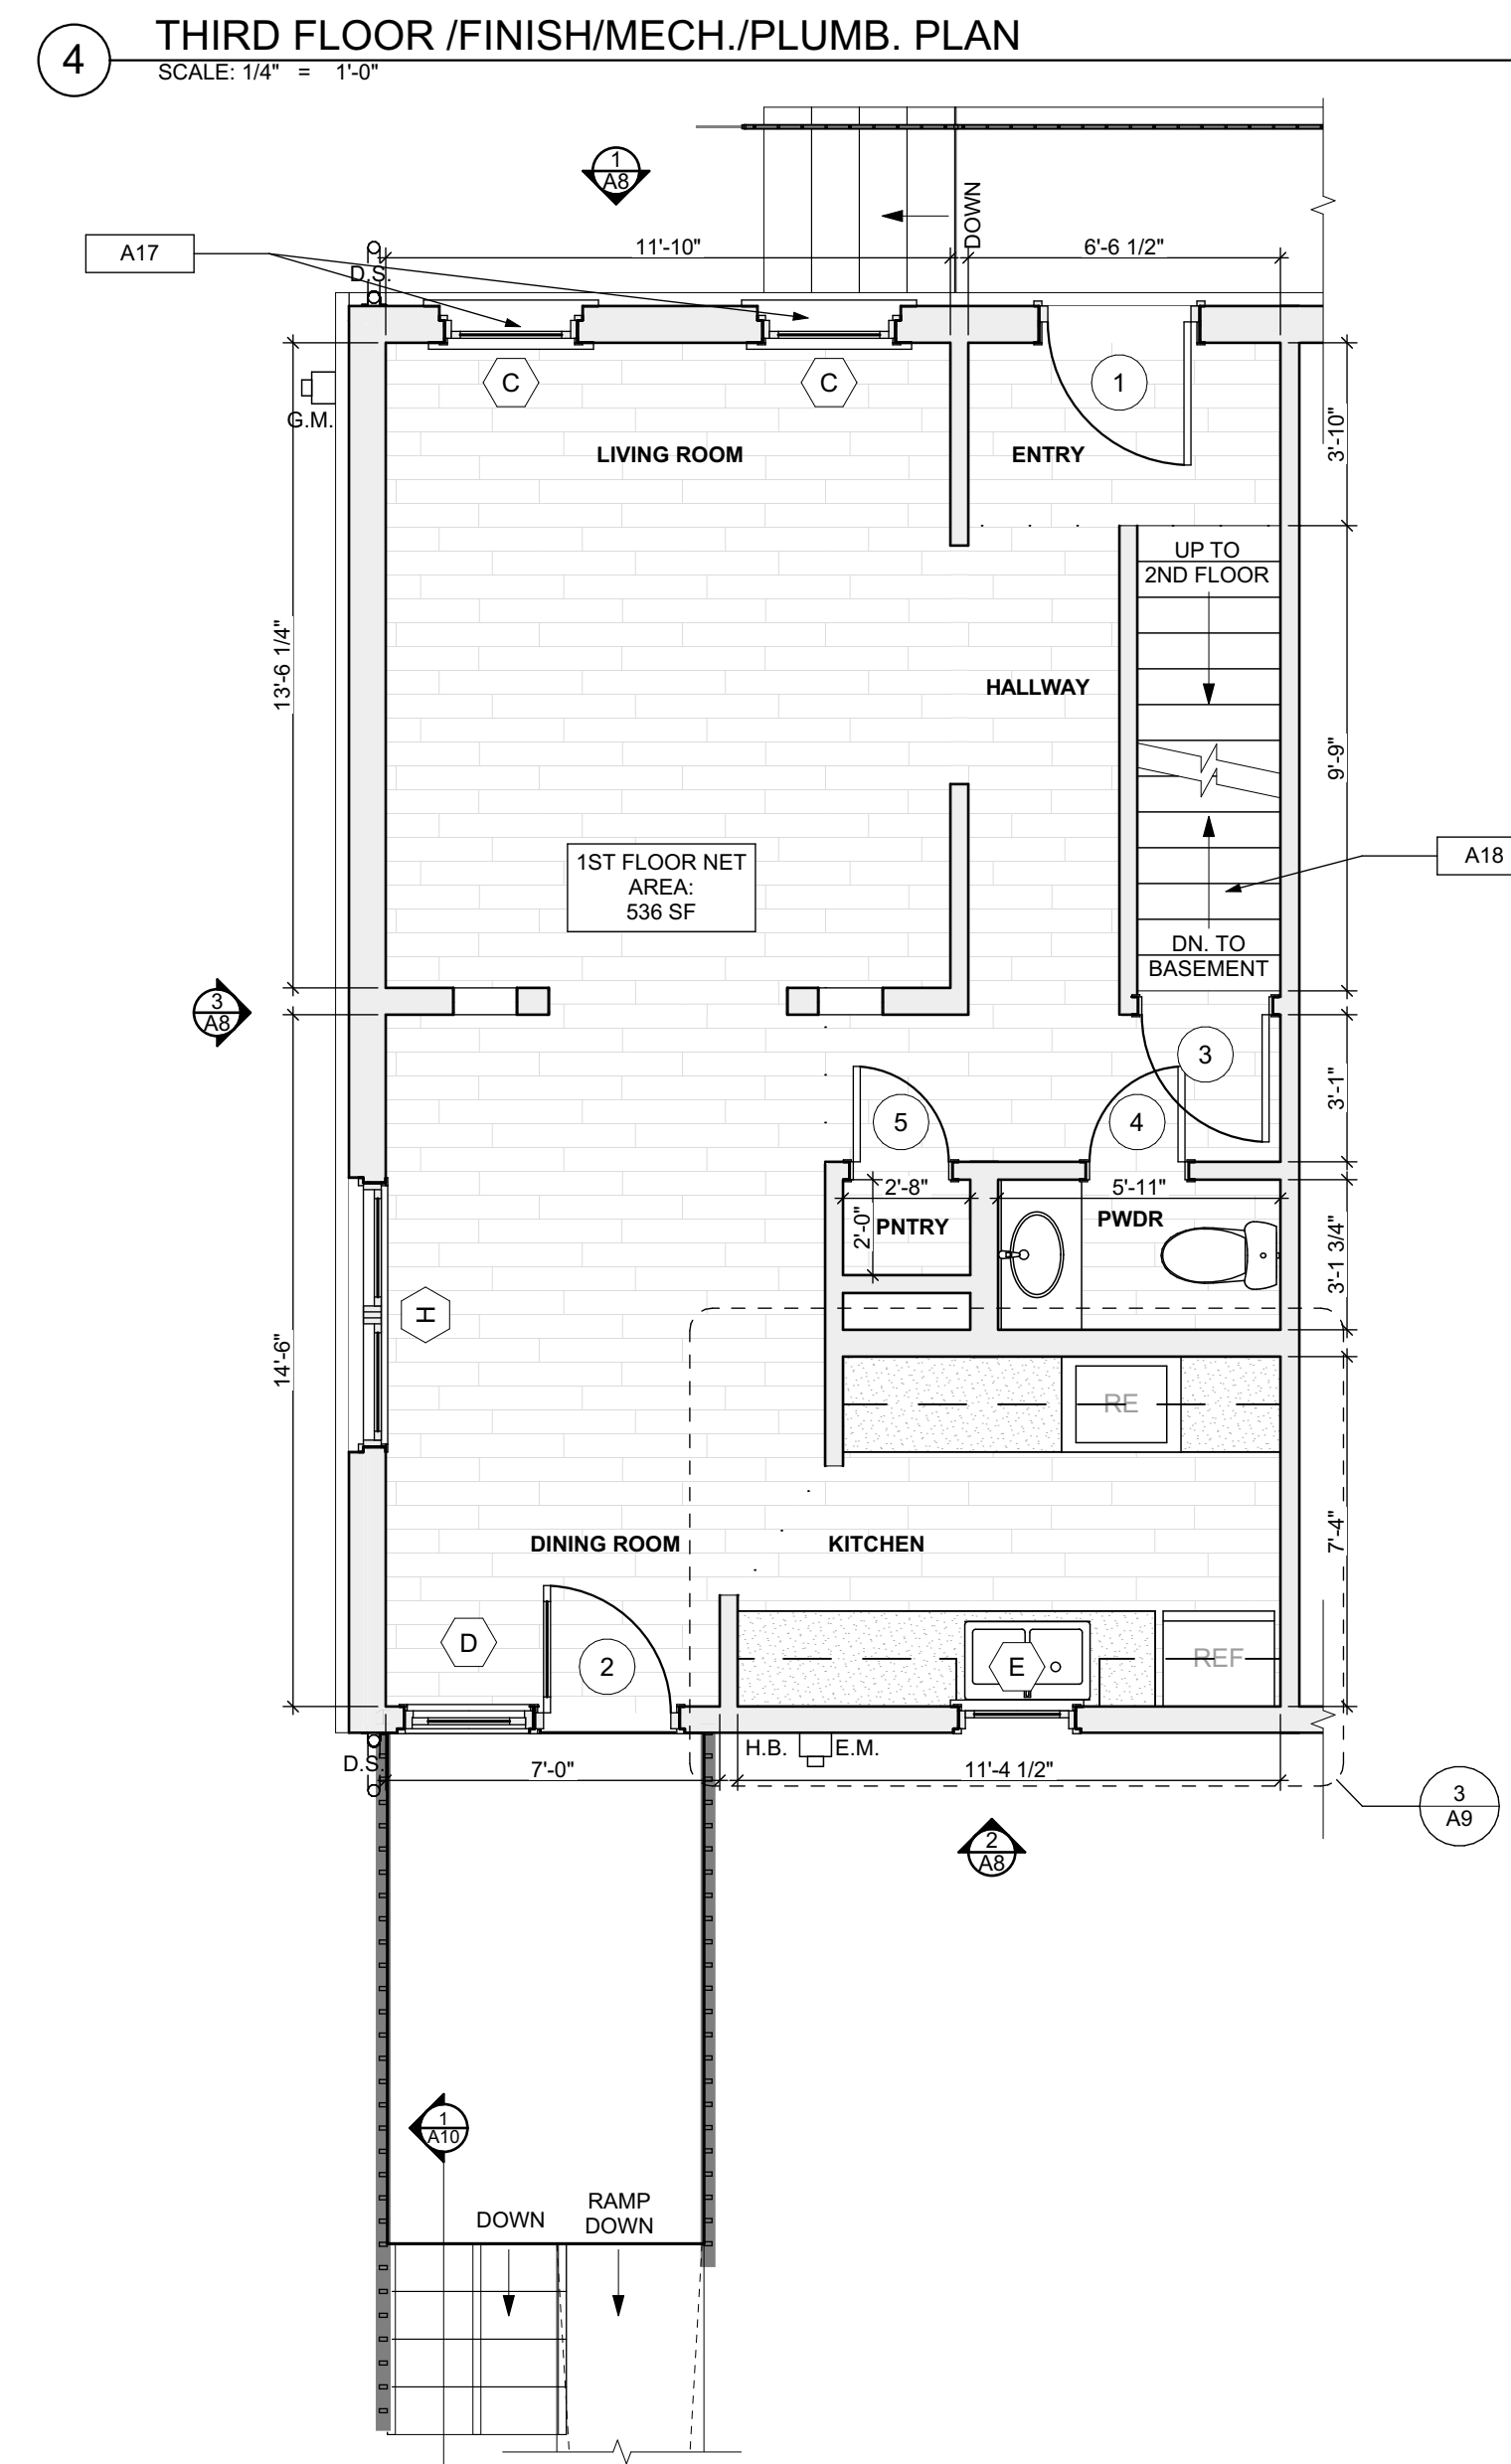 4
THIRD FLOOR /FINISH/MECH./PLUMB. PLAN
SCALE: 1/4" = 1'-0"
1
A8
DOWN
A17
11'-10"
6'-6 1/2"
D.S.
C
C
1
G.M.
3'-10"
LIVING ROOM
ENTRY
UP TO
2ND FLOOR
13'-6 1/4"
HALLWAY
9'-9"
1ST FLOOR NET
AREA:
536 SF
A18
DN. TO
BASEMENT
3
A8
3
3'-1"
5
4
2'-8"
5'-11"
2'-0"
PNTRY
PWDR
3'-1 3/4"
H
14'-6"
RE
7'-4"
DINING ROOM
KITCHEN
D
2
E
REF
H.B.
E.M.
D.S.
7'-0"
11'-4 1/2"
3
A9
2
A8
1
A10
DOWN
RAMP
DOWN